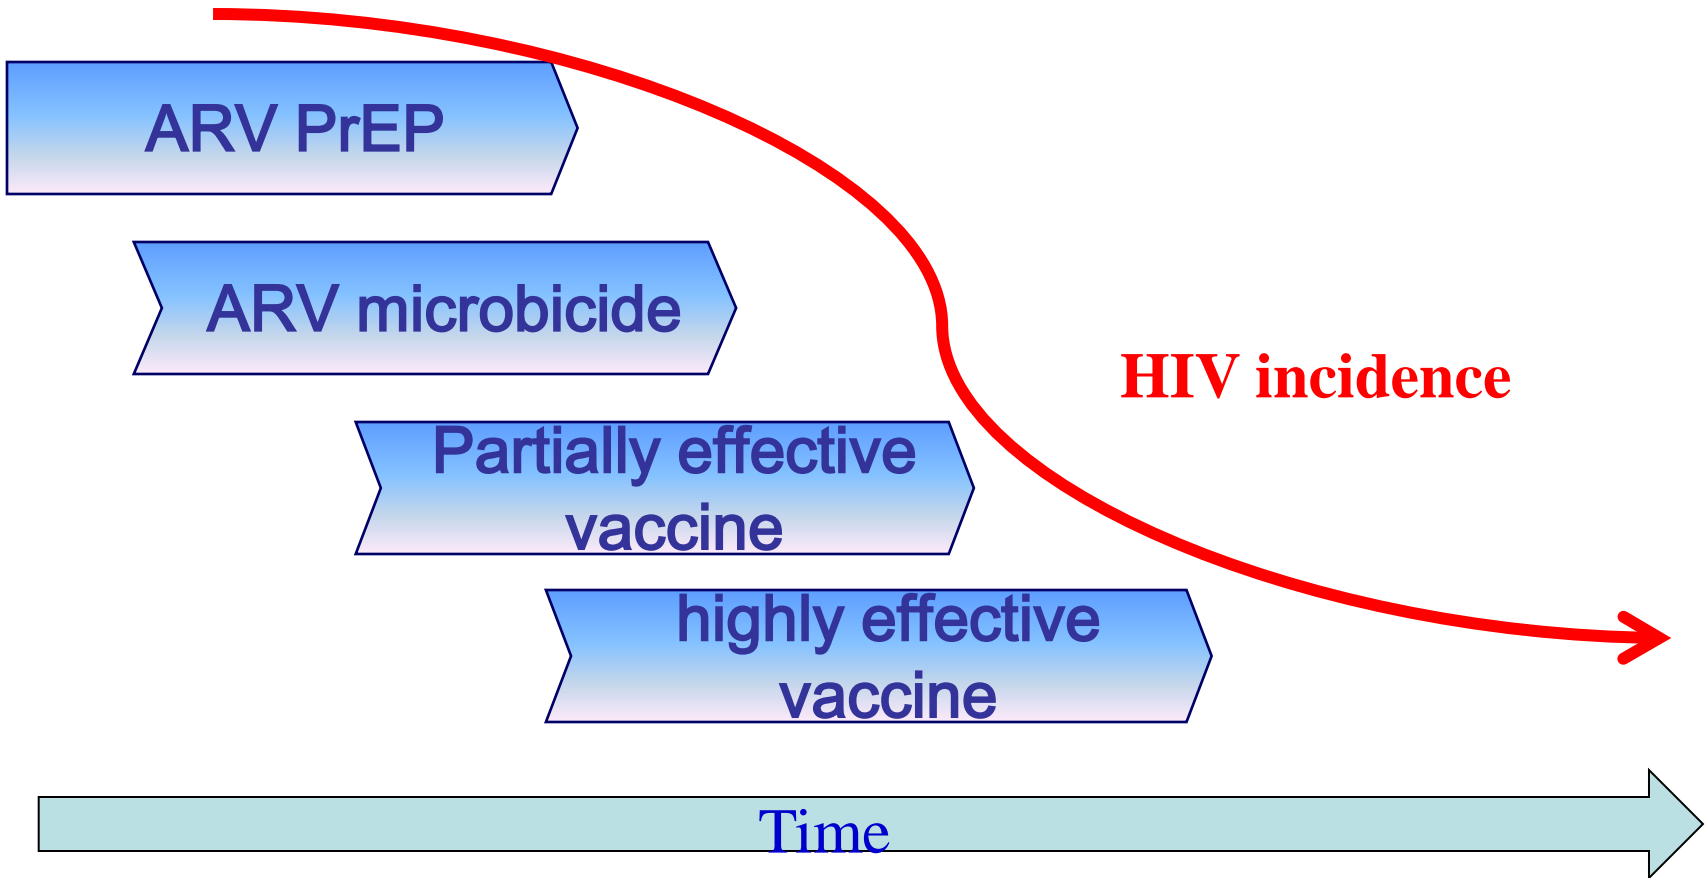 ARV PrEP
ARV microbicide
HIV incidence
Partially effective
vaccine
highly effective
vaccine
Time